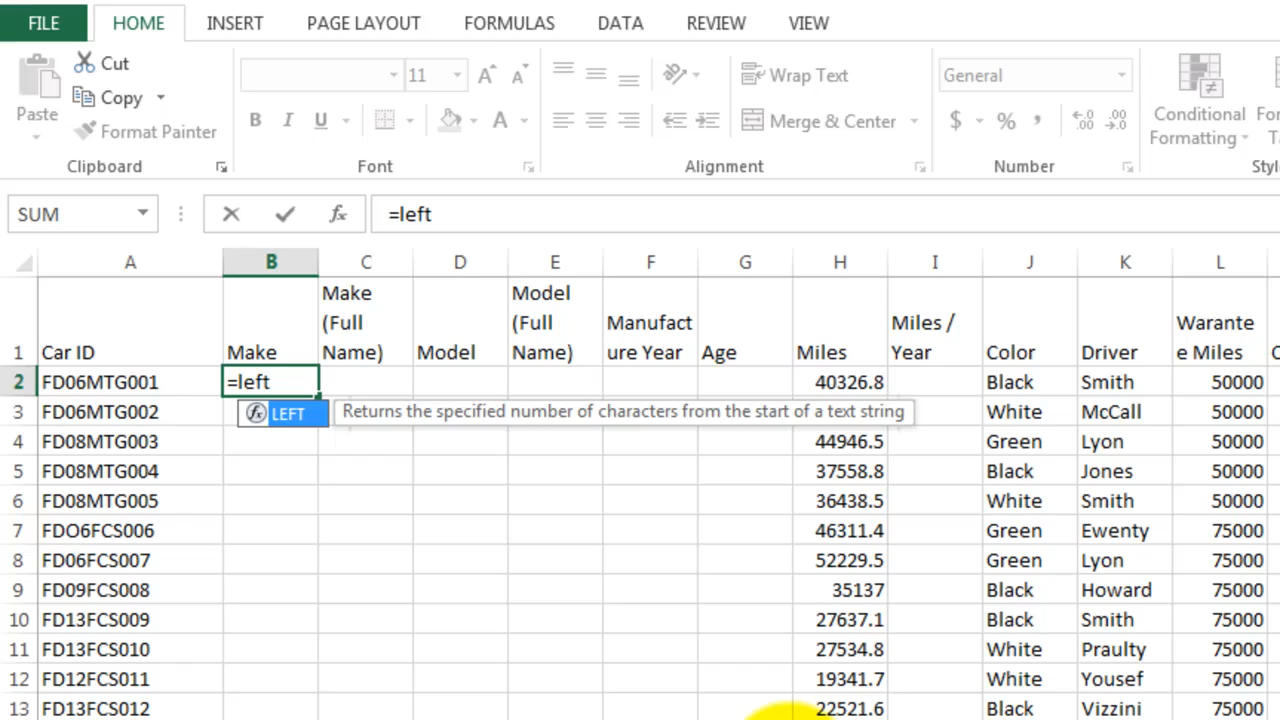 FILE HOME INSERT PAGE LAYOUT FORMULAS DATA REVIEW VIEW
Cut
Copy
Format Painter
Paste
Clipboard
11
B I U A
Font
Wrap Text
Merge & Center
Alignment
General
$ % ,
Number
Conditional
Formatting
SUM
fx
=left
A B C D E F G H I J K L
1 Car ID Make Make (Full Name) Model Model (Full Name) Manufact ure Year Age Miles Miles / Year Color Driver Warante e Miles
2 FD06MTG001 =left 40326.8 Black Smith 50000
LEFT
Returns the specified number of characters from the start of a text string
3 FD06MTG002 White McCall 50000
4 FD08MTG003 44946.5 Green Lyon 50000
5 FD08MTG004 37558.8 Black Jones 50000
6 FD08MTG005 36438.5 White Smith 50000
7 FDO6FCS006 46311.4 Green Ewenty 75000
8 FD06FCS007 52229.5 Green Lyon 75000
9 FD09FCS008 35137 Black Howard 75000
10 FD13FCS009 27637.1 Black Smith 75000
11 FD13FCS010 27534.8 White Praulty 75000
12 FD12FCS011 19341.7 White Yousef 75000
13 FD13FCS012 22521.6 Black Vizzini 75000